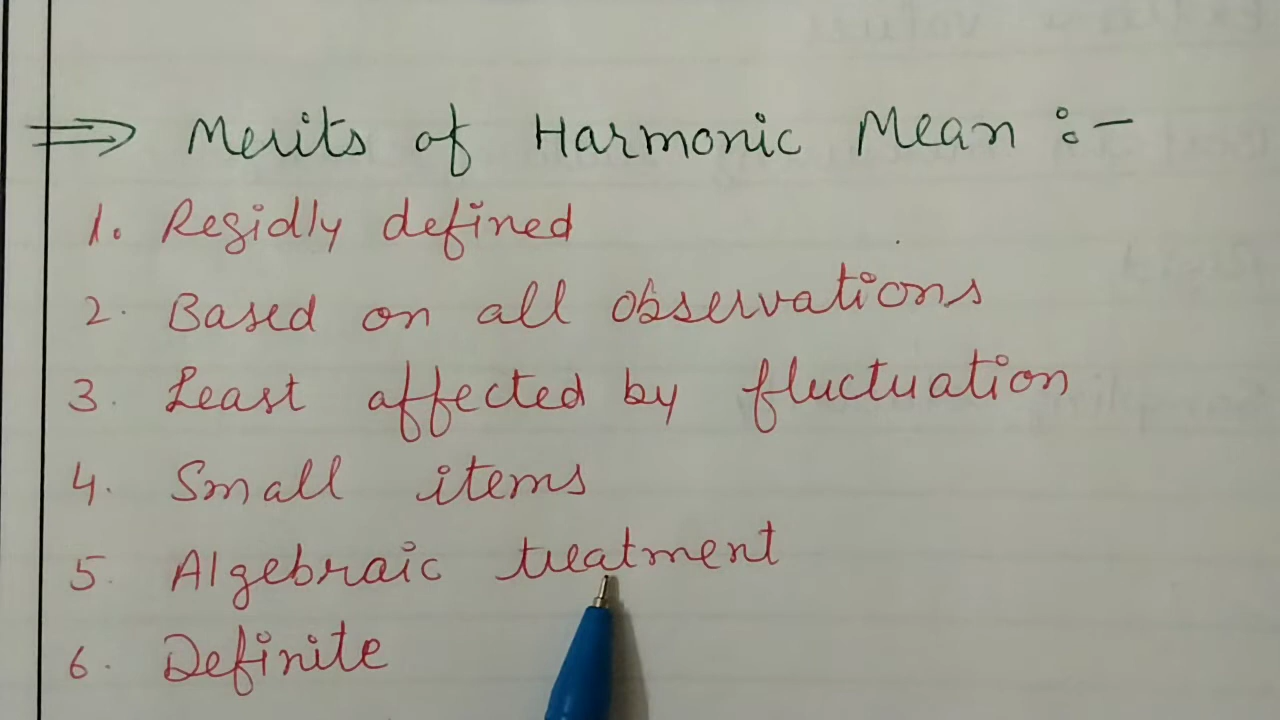 ⇒ Merits of Harmonic Mean :-
1. Regidly defined
2. Based on all observations
3. Least affected by fluctuation
4. Small items
5. Algebraic treatment
6. Definite